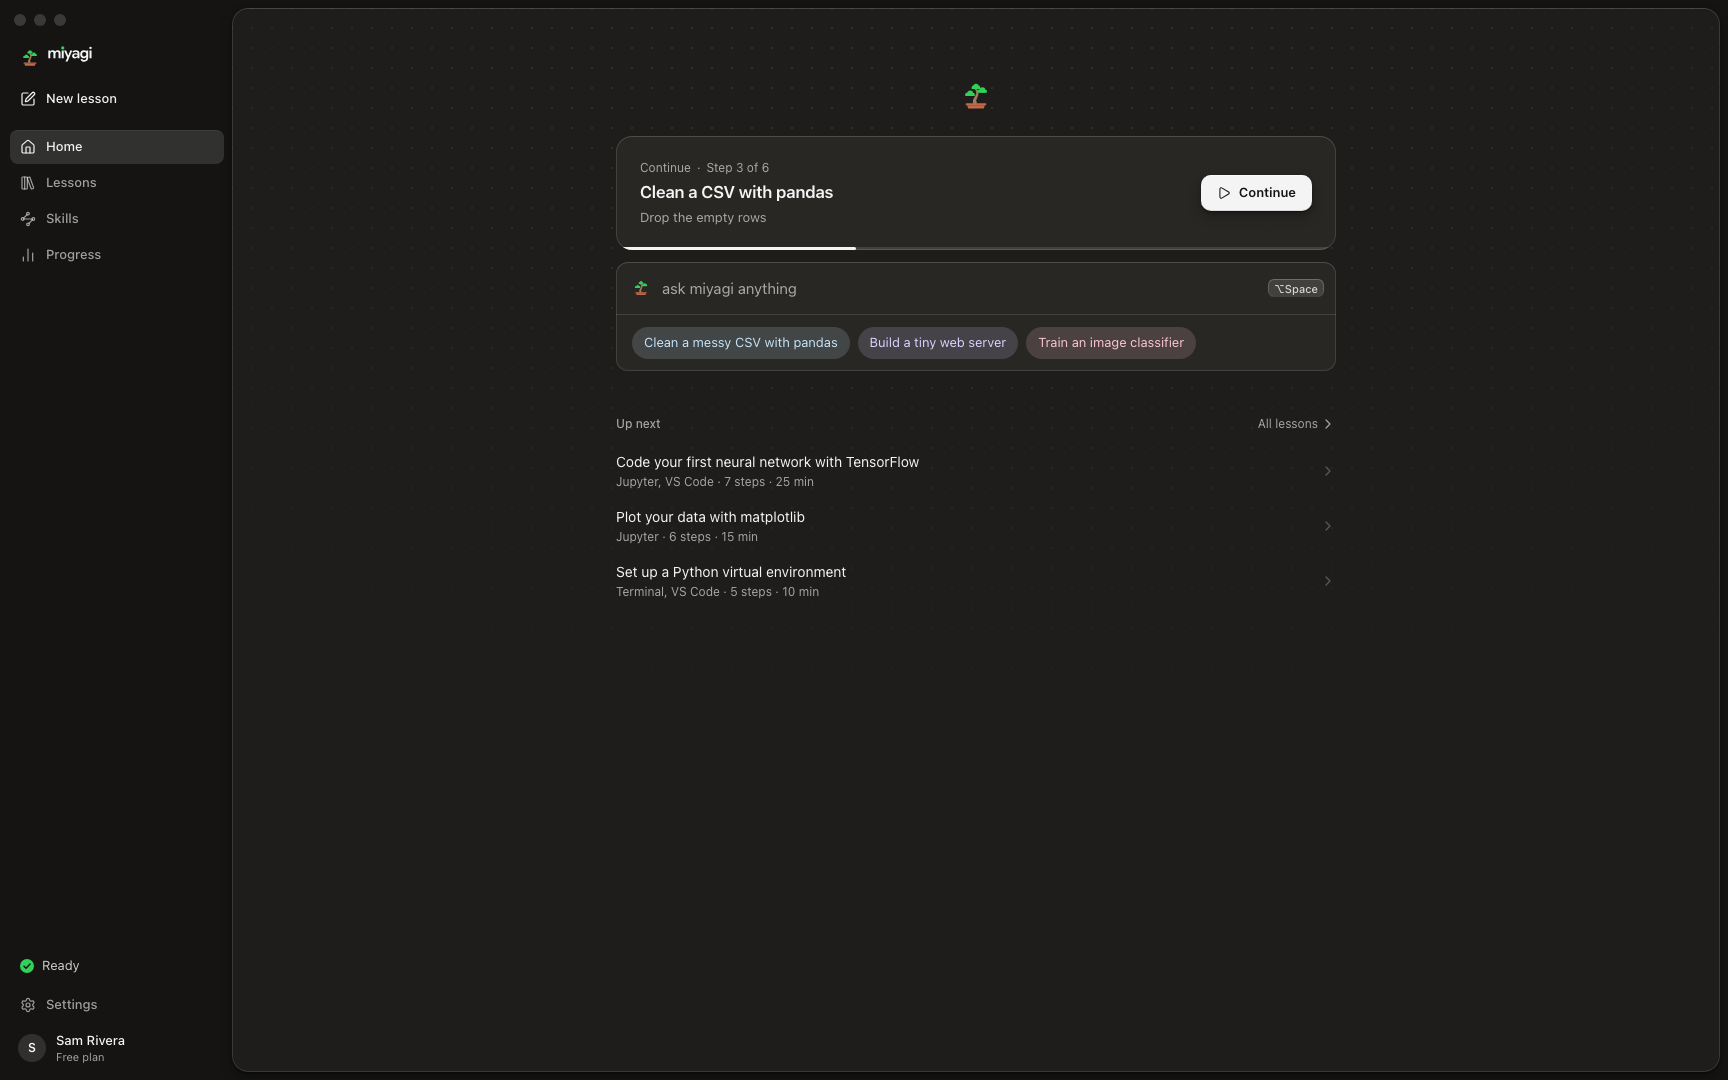 miyagi
New lesson
Home
Lessons
Skills
Progress
Ready
Settings
S
Sam Rivera
Free plan
Continue · Step 3 of 6
Clean a CSV with pandas
Drop the empty rows
Continue
ask miyagi anything
⌥Space
Clean a messy CSV with pandas
Build a tiny web server
Train an image classifier
Up next
All lessons
Code your first neural network with TensorFlow
Jupyter, VS Code · 7 steps · 25 min
Plot your data with matplotlib
Jupyter · 6 steps · 15 min
Set up a Python virtual environment
Terminal, VS Code · 5 steps · 10 min